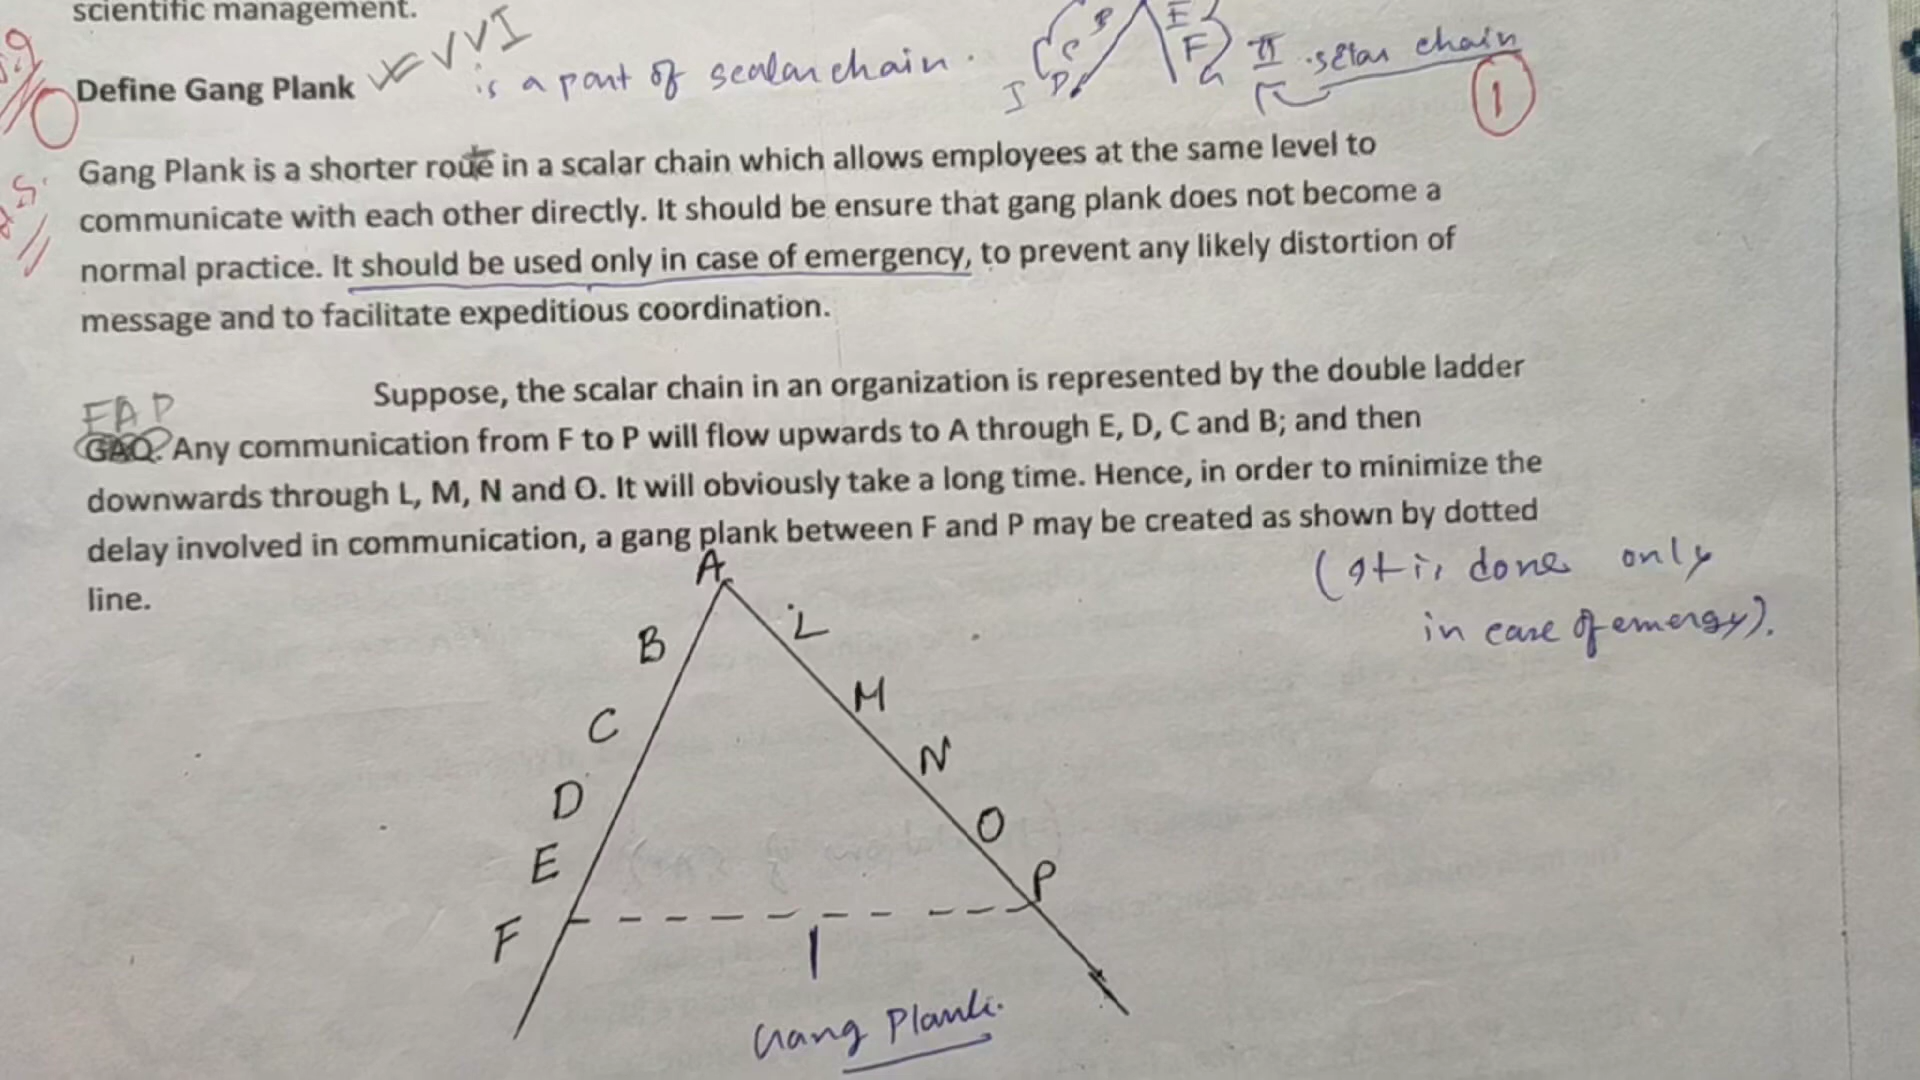 scientific management.
Define Gang Plank VVI
is a part of scalar chain.
B
C
D
I
E
F
G
II scalar chain
1
Gang Plank is a shorter route in a scalar chain which allows employees at the same level to
communicate with each other directly. It should be ensure that gang plank does not become a
normal practice. It should be used only in case of emergency, to prevent any likely distortion of
message and to facilitate expeditious coordination.
Suppose, the scalar chain in an organization is represented by the double ladder
FAP
GAQ. Any communication from F to P will flow upwards to A through E, D, C and B; and then
downwards through L, M, N and O. It will obviously take a long time. Hence, in order to minimize the
delay involved in communication, a gang plank between F and P may be created as shown by dotted
line.
(It is done only
in case of emergy).
A
B
L
C
M
D
N
E
O
F
P
Gang Plank.